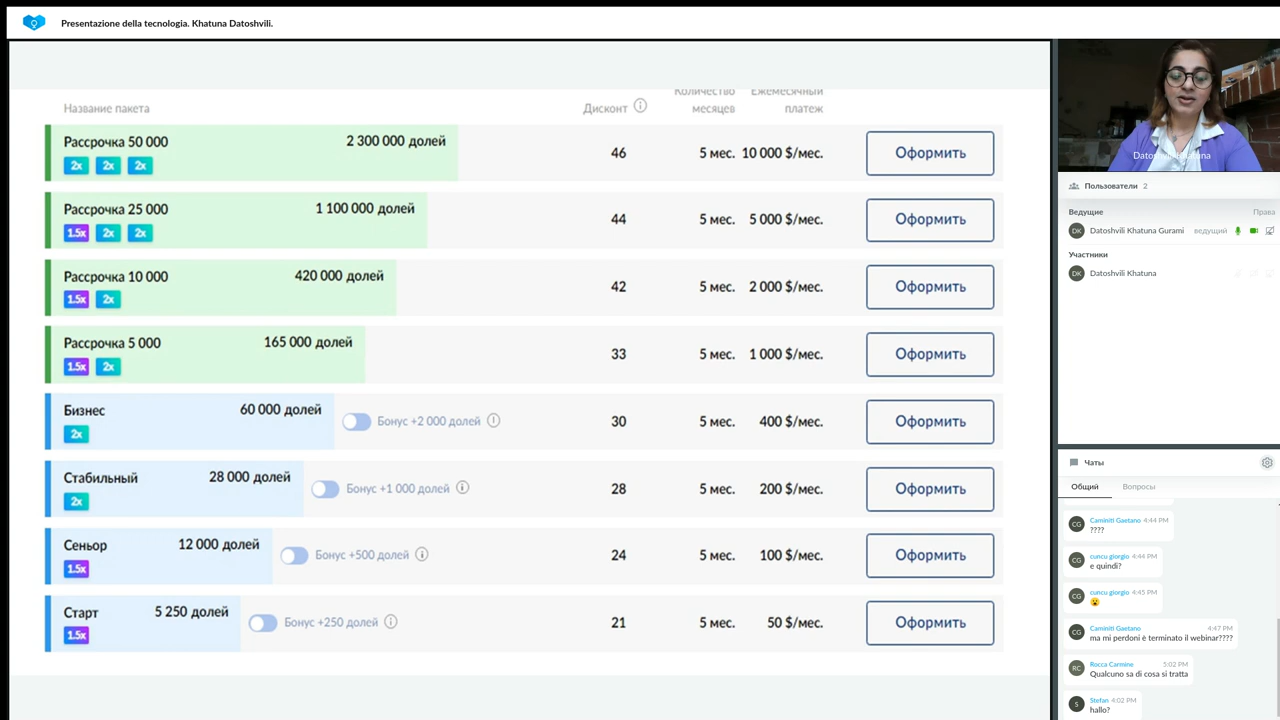 Presentazione della tecnologia. Khatuna Datoshvili.
Название пакета
Дисконт
Количество месяцев
Ежемесячный платеж
Рассрочка 50 000
2 300 000 долей
2x 2x 2x
46
5 мес.
10 000 $/мес.
Оформить
Рассрочка 25 000
1 100 000 долей
1.5x 2x 2x
44
5 мес.
5 000 $/мес.
Оформить
Рассрочка 10 000
420 000 долей
1.5x 2x
42
5 мес.
2 000 $/мес.
Оформить
Рассрочка 5 000
165 000 долей
1.5x 2x
33
5 мес.
1 000 $/мес.
Оформить
Бизнес
60 000 долей
2x
Бонус +2 000 долей
30
5 мес.
400 $/мес.
Оформить
Стабильный
28 000 долей
2x
Бонус +1 000 долей
28
5 мес.
200 $/мес.
Оформить
Сеньор
12 000 долей
1.5x
Бонус +500 долей
24
5 мес.
100 $/мес.
Оформить
Старт
5 250 долей
1.5x
Бонус +250 долей
21
5 мес.
50 $/мес.
Оформить
Datoshvili Khatuna
Пользователи 2
Ведущие
Права
DK
Datoshvili Khatuna Gurami
ведущий
Участники
DK
Datoshvili Khatuna
Чаты
Общий
Вопросы
CG
Caminiti Gaetano 4:44 PM
????
CG
cuncu giorgio 4:44 PM
e quindi?
CG
cuncu giorgio 4:45 PM
😮
CG
Caminiti Gaetano 4:47 PM
ma mi perdoni è terminato il webinar????
RC
Rocca Carmine 5:02 PM
Qualcuno sa di cosa si tratta
S
Stefan 4:02 PM
hallo?